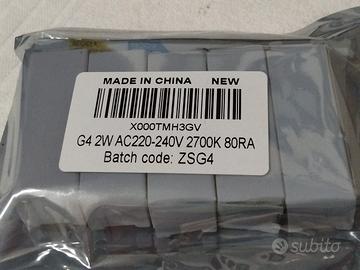 MADE IN CHINA NEW
X000TMH3GV
G4 2W AC220-240V 2700K 80RA
Batch code: ZSG4
subito